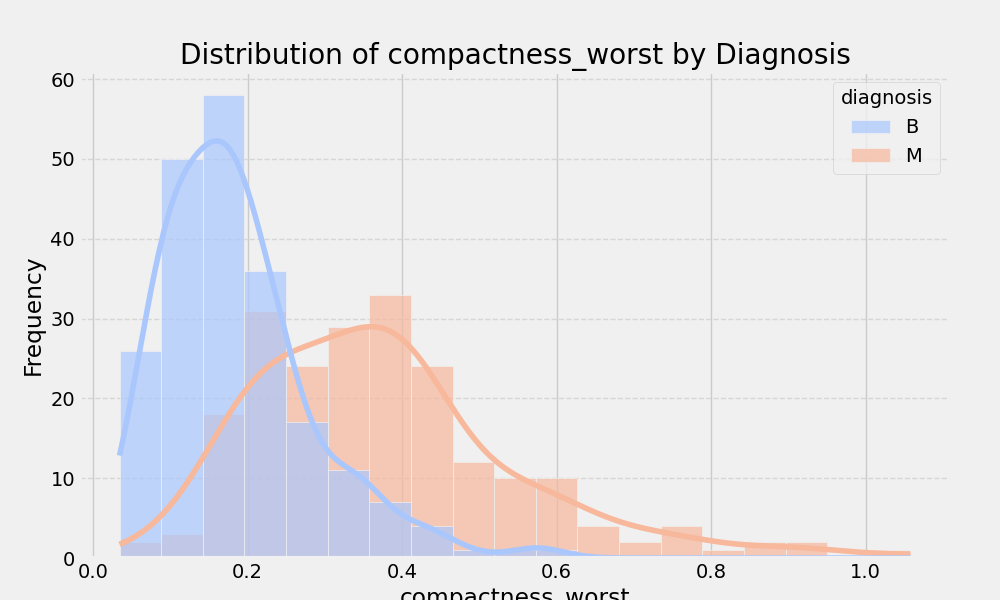 Distribution of compactness_worst by Diagnosis
diagnosis
B
M
Frequency
60
50
40
30
20
10
0
0.0 0.2 0.4 0.6 0.8 1.0
compactness_worst